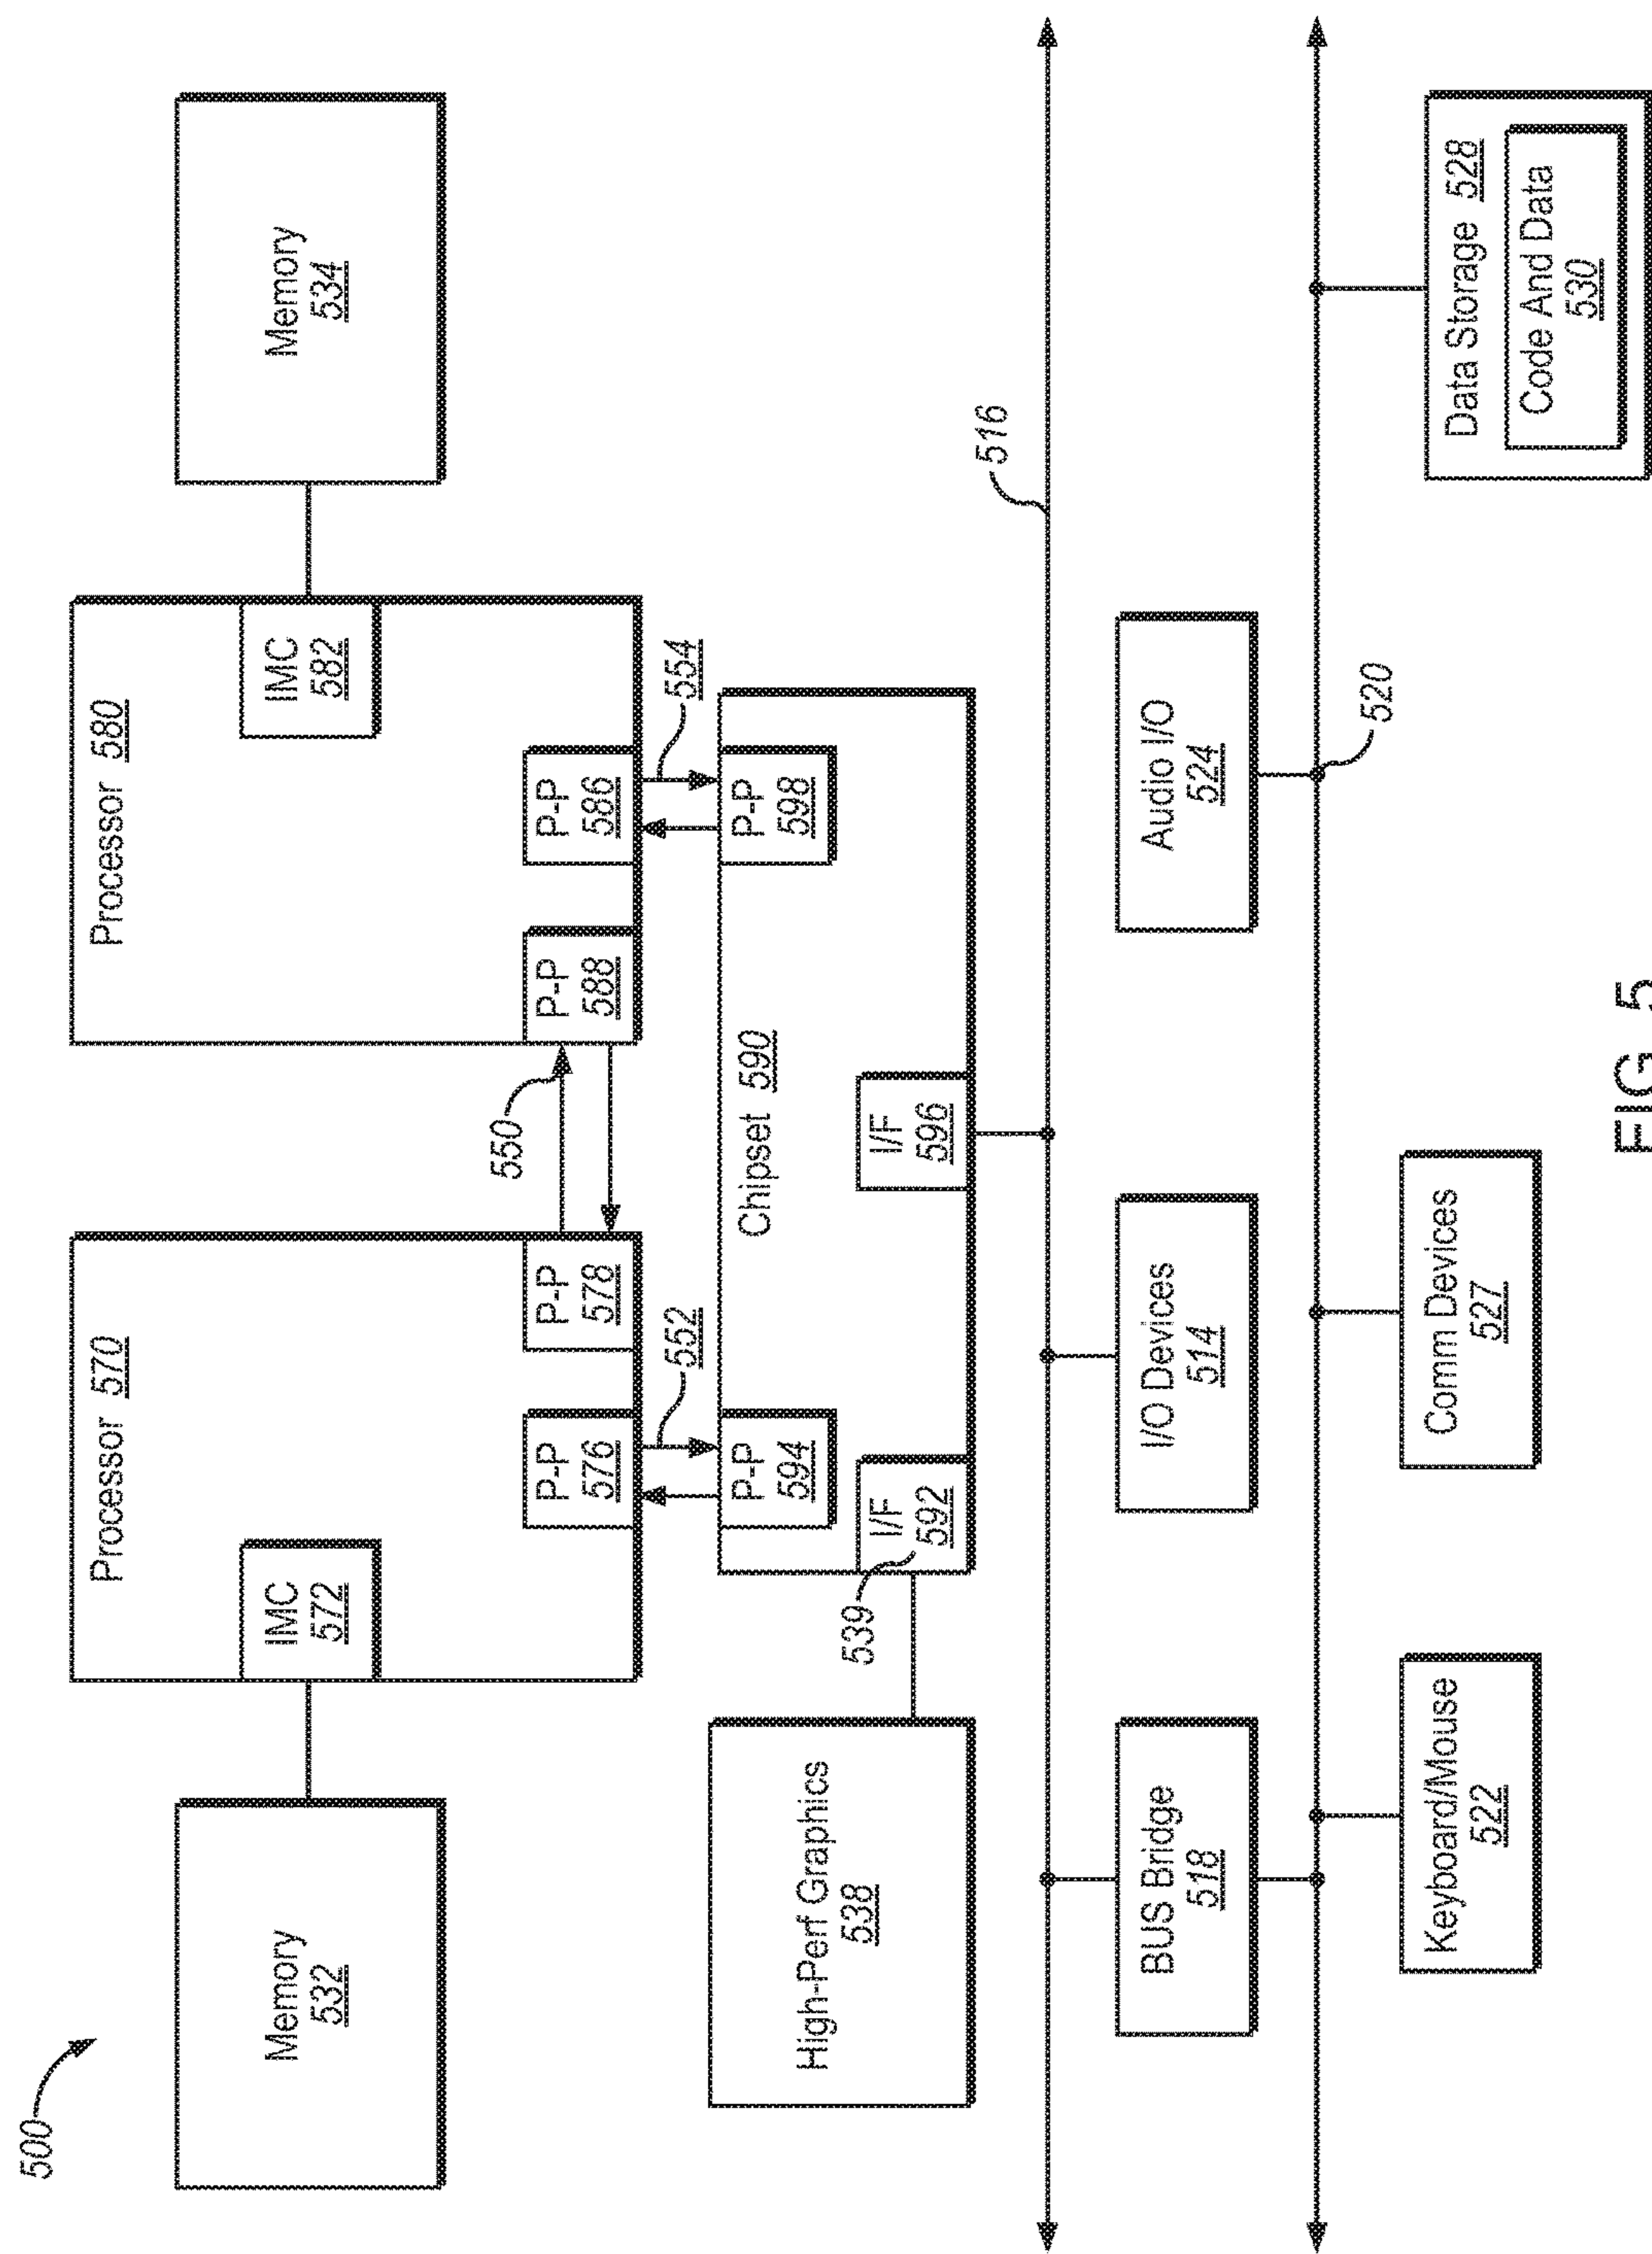 500
Memory
532
Processor 570
IMC
572
P-P
576
P-P
578
550
Processor 580
P-P
588
P-P
586
IMC
582
Memory
534
552
554
High-Perf Graphics
538
539
Chipset 590
P-P
594
P-P
598
I/F
592
I/F
596
516
BUS Bridge
518
I/O Devices
514
Audio I/O
524
520
Keyboard/Mouse
522
Comm Devices
527
Data Storage 528
Code And Data
530
FIG. 5